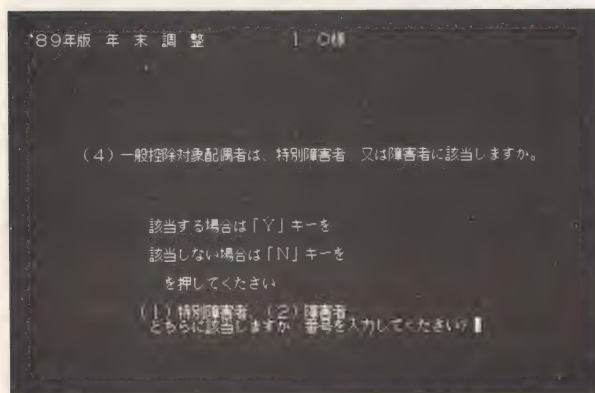 '89年版 年 末 調 整 1 0様
(4)一般控除対象配偶者は、特別障害者 又は障害者に該当しますか。
該当する場合は「Y」キーを
該当しない場合は「N」キーを
を押してください
(1)特別障害者、(2)障害者
どちらに該当しますか 番号を入力してください?